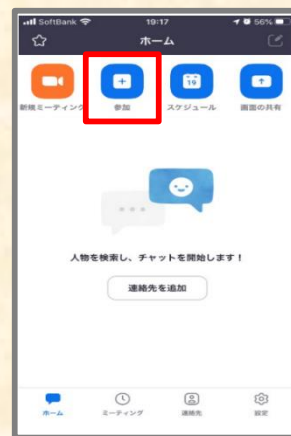 SoftBank 19:17 56%
ホーム
新規ミーティング 参加 スケジュール 画面の共有
19
人物を検索し、チャットを開始します！
連絡先を追加
ホーム ミーティング 連絡先 設定